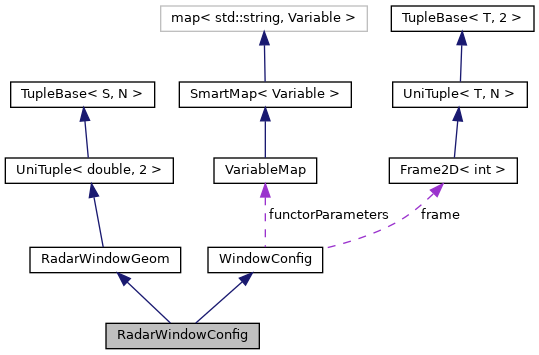 map< std::string, Variable >
TupleBase< T, 2 >
TupleBase< S, N >
SmartMap< Variable >
UniTuple< T, N >
UniTuple< double, 2 >
VariableMap
Frame2D< int >
functorParameters
frame
RadarWindowGeom
WindowConfig
RadarWindowConfig